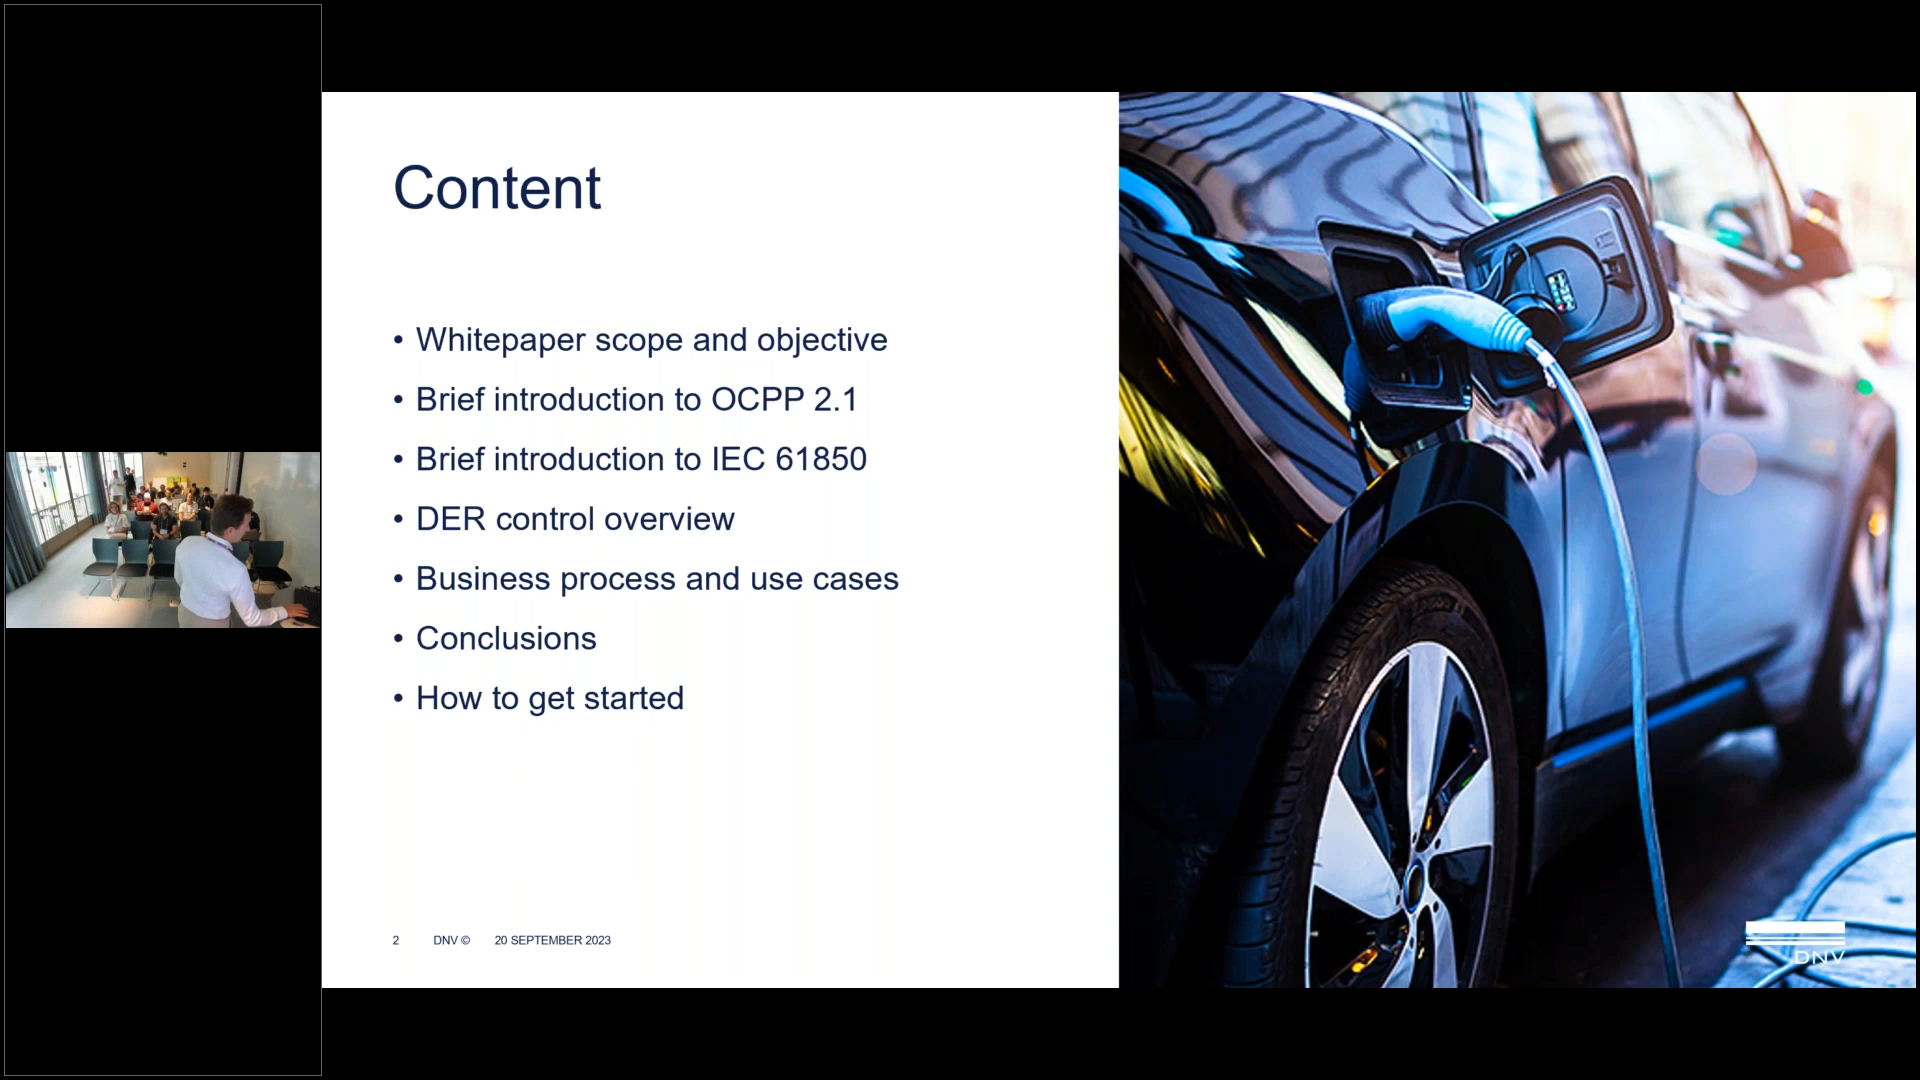 Content
• Whitepaper scope and objective
• Brief introduction to OCPP 2.1
• Brief introduction to IEC 61850
• DER control overview
• Business process and use cases
• Conclusions
• How to get started
2 DNV © 20 SEPTEMBER 2023
DNV